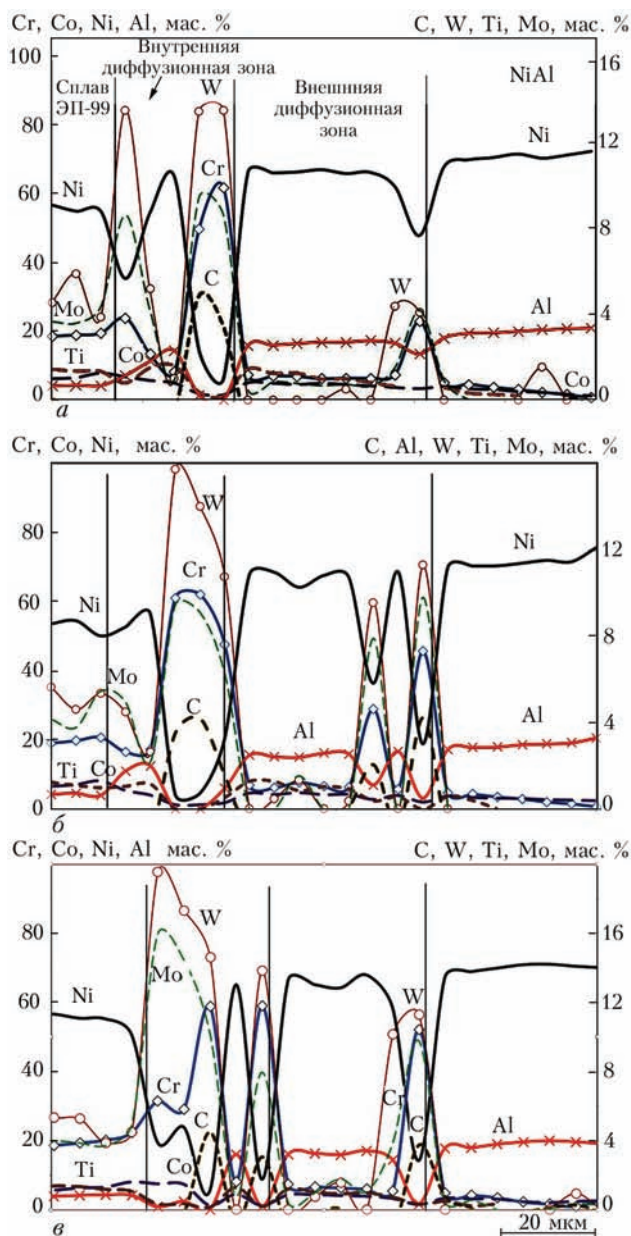 Cr, Co, Ni, Al, мас. % C, W, Ti, Mo, мас. %
Внутренняя
диффузионная зона
Сплав
ЭП-99
W
Внешнняя
диффузионная
зона
NiAl
Ni
Cr
Ni
C
Mo
W
Al
Ti
Co
Co
100
80
60
40
20
0
16
12
8
4
0
а
Cr, Co, Ni, мас. % C, Al, W, Ti, Mo, мас. %
W
Cr
Ni
Ni
Mo
C
Al
Al
Ti
Co
80
60
40
20
0
12
8
4
0
б
Cr, Co, Ni, Al мас. % C, W, Ti, Mo, мас. %
W
Mo
Ni
W
Cr
Cr
C
C
Al
Ti
Co
80
60
40
20
0
16
12
8
4
0
в
20 мкм